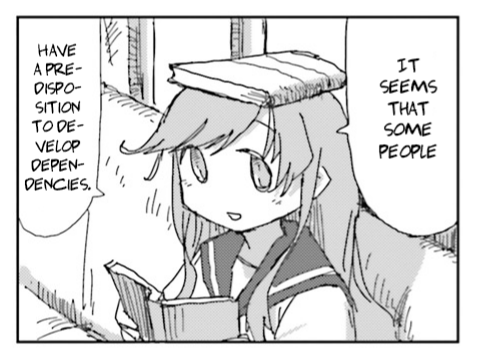 IT
SEEMS
THAT
SOME
PEOPLE
HAVE
A PRE-
DISPO-
SITION
TO DE-
VELOP
DEPEN-
DENCIES.